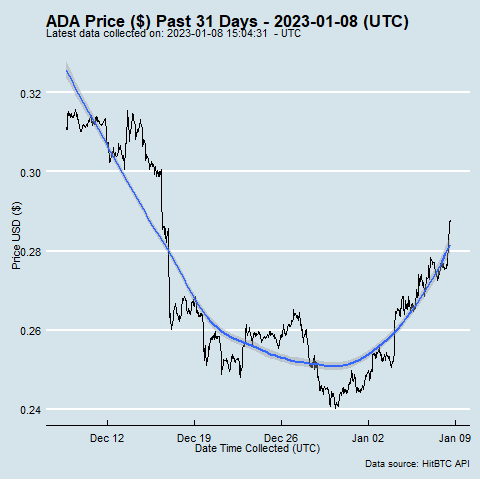 ADA Price ($) Past 31 Days - 2023-01-08 (UTC)
Latest data collected on: 2023-01-08 15:04:31 - UTC
0.32
0.30
0.28
0.26
0.24
Price USD ($)
Dec 12 Dec 19 Dec 26 Jan 02 Jan 09
Date Time Collected (UTC)
Data source: HitBTC API